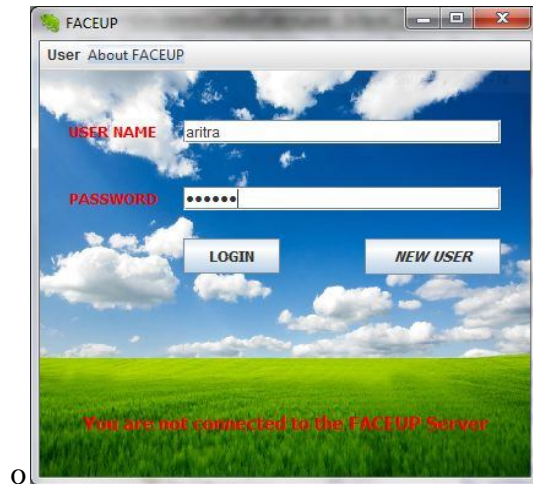 FACEUP
User About FACEUP
USER NAME aritra
PASSWORD ••••••
LOGIN NEW USER
You are not connected to the FACEUP Server
o